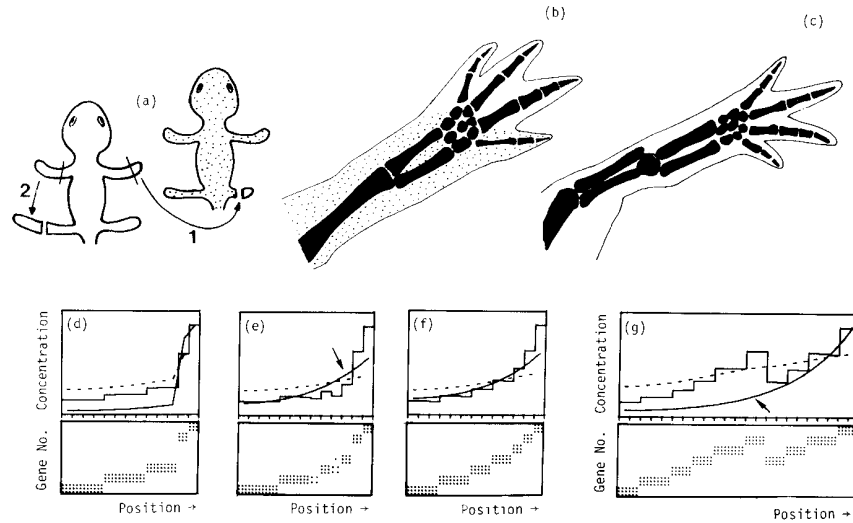 (a)
(b)
(c)
1
2
(d)
(e)
(f)
(g)
Concentration
Concentration
Gene No.
Gene No.
Position →
Position →
Position →
Position →